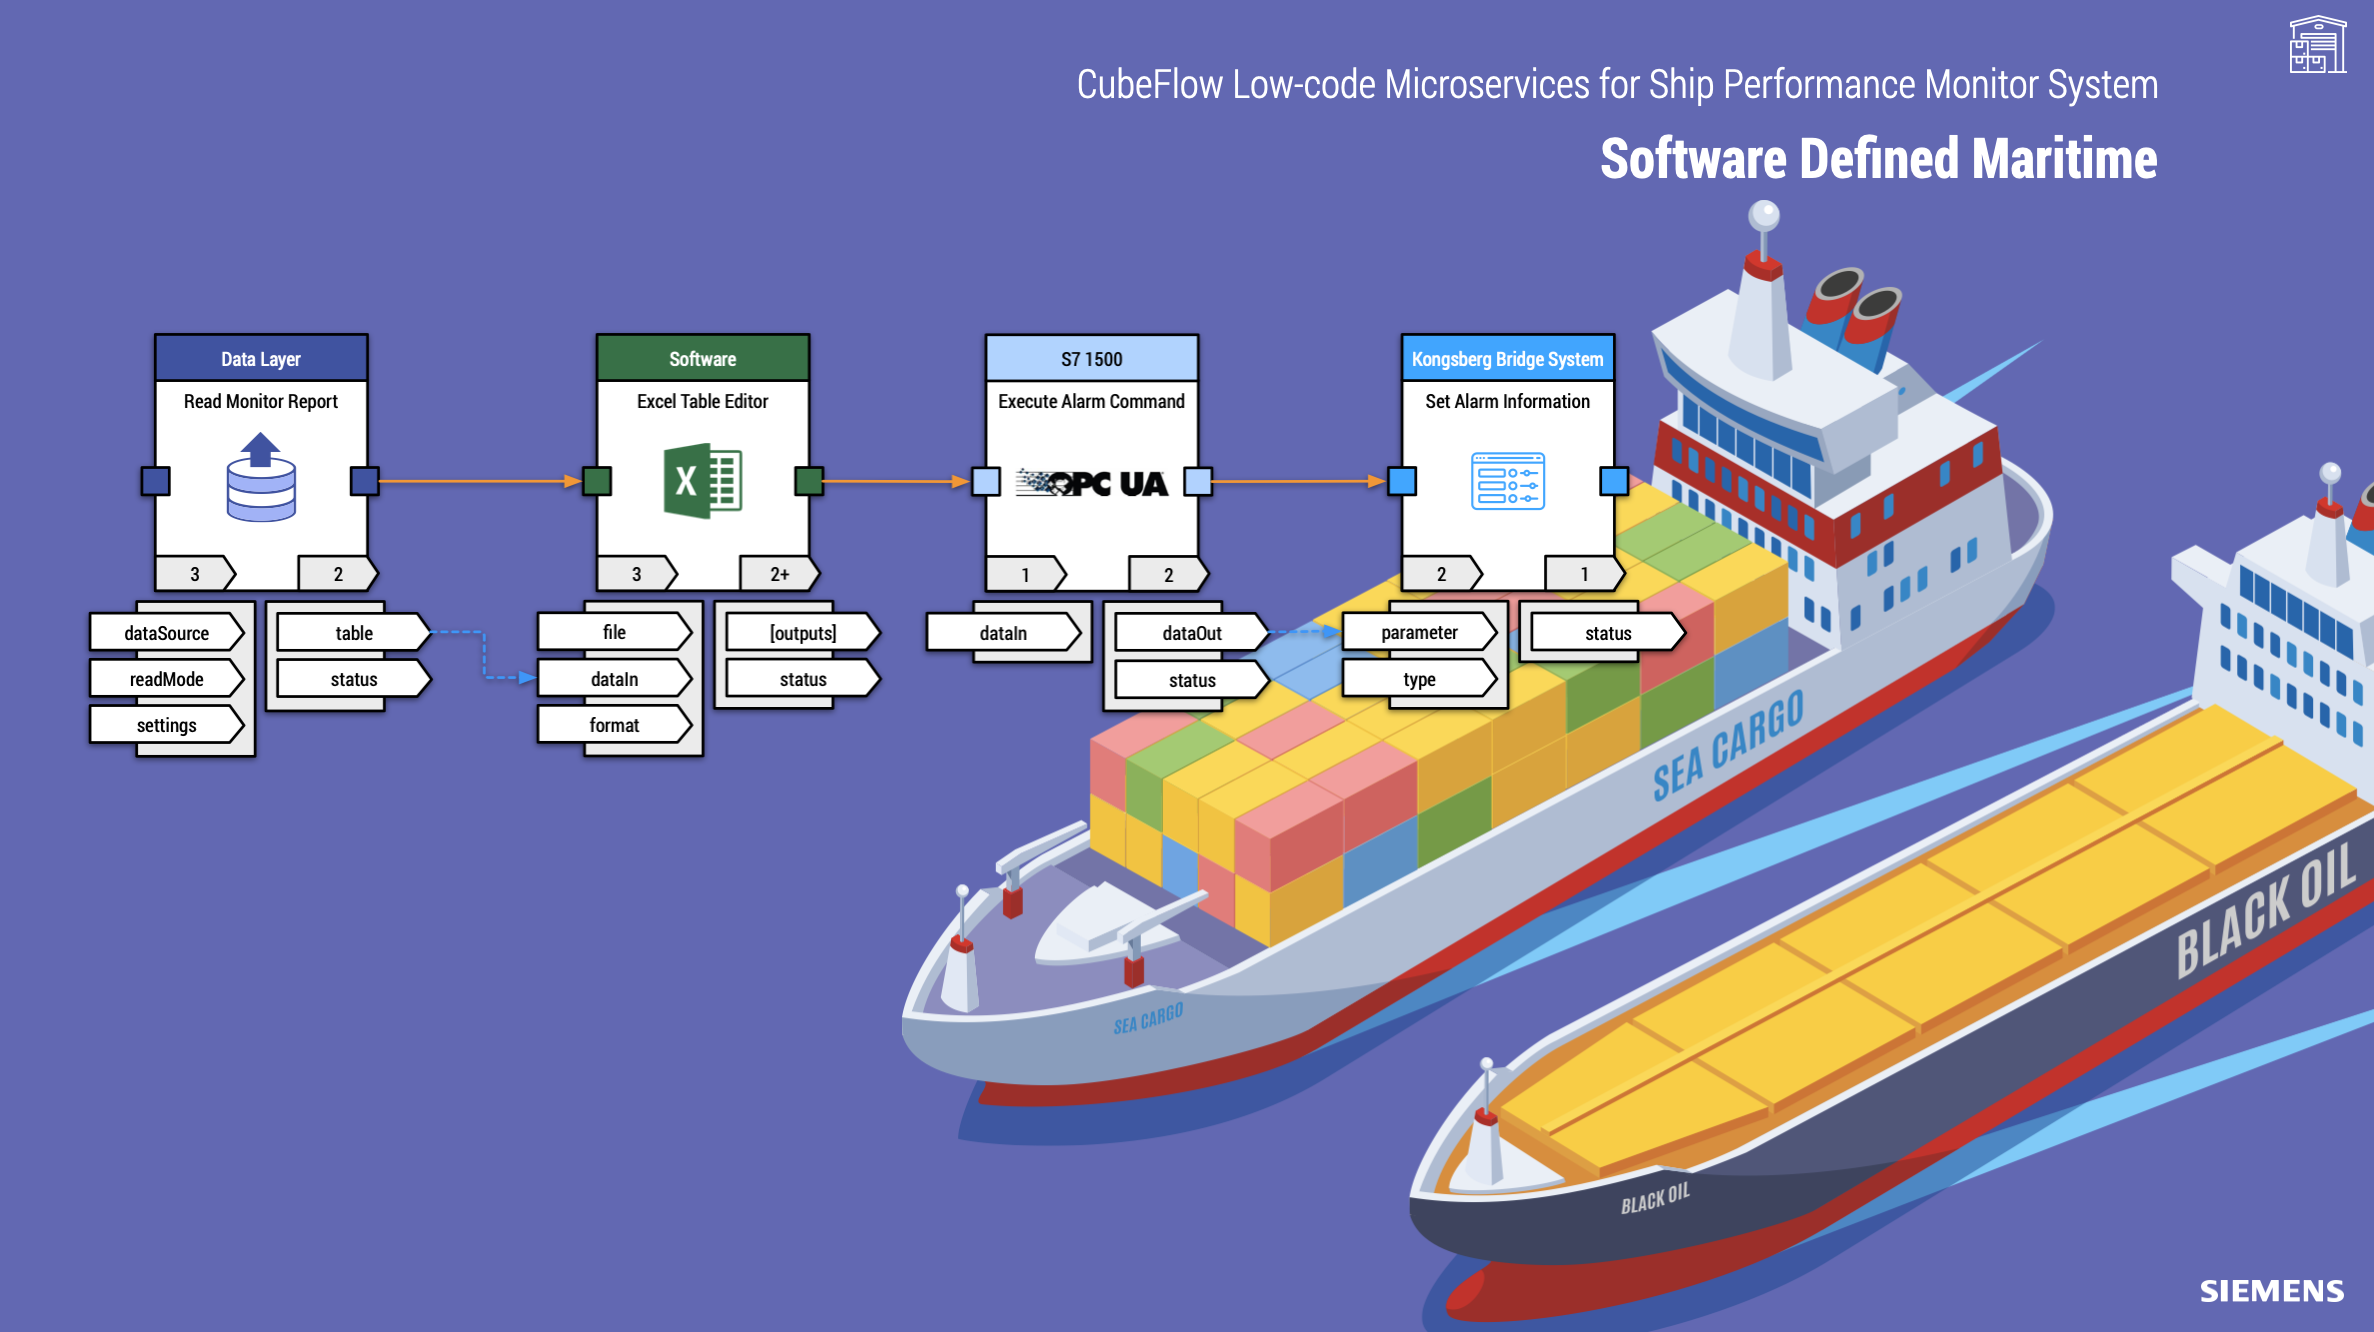 CubeFlow Low-code Microservices for Ship Performance Monitor System
Software Defined Maritime
Data Layer
Read Monitor Report
3
2
dataSource
readMode
settings
table
status
Software
Excel Table Editor
X
3
2+
file
dataIn
format
[outputs]
status
S7 1500
Execute Alarm Command
OPC UA
1
2
dataIn
dataOut
status
Kongsberg Bridge System
Set Alarm Information
2
1
parameter
type
status
SEA CARGO
SEA CARGO
BLACK OIL
BLACK OIL
SIEMENS